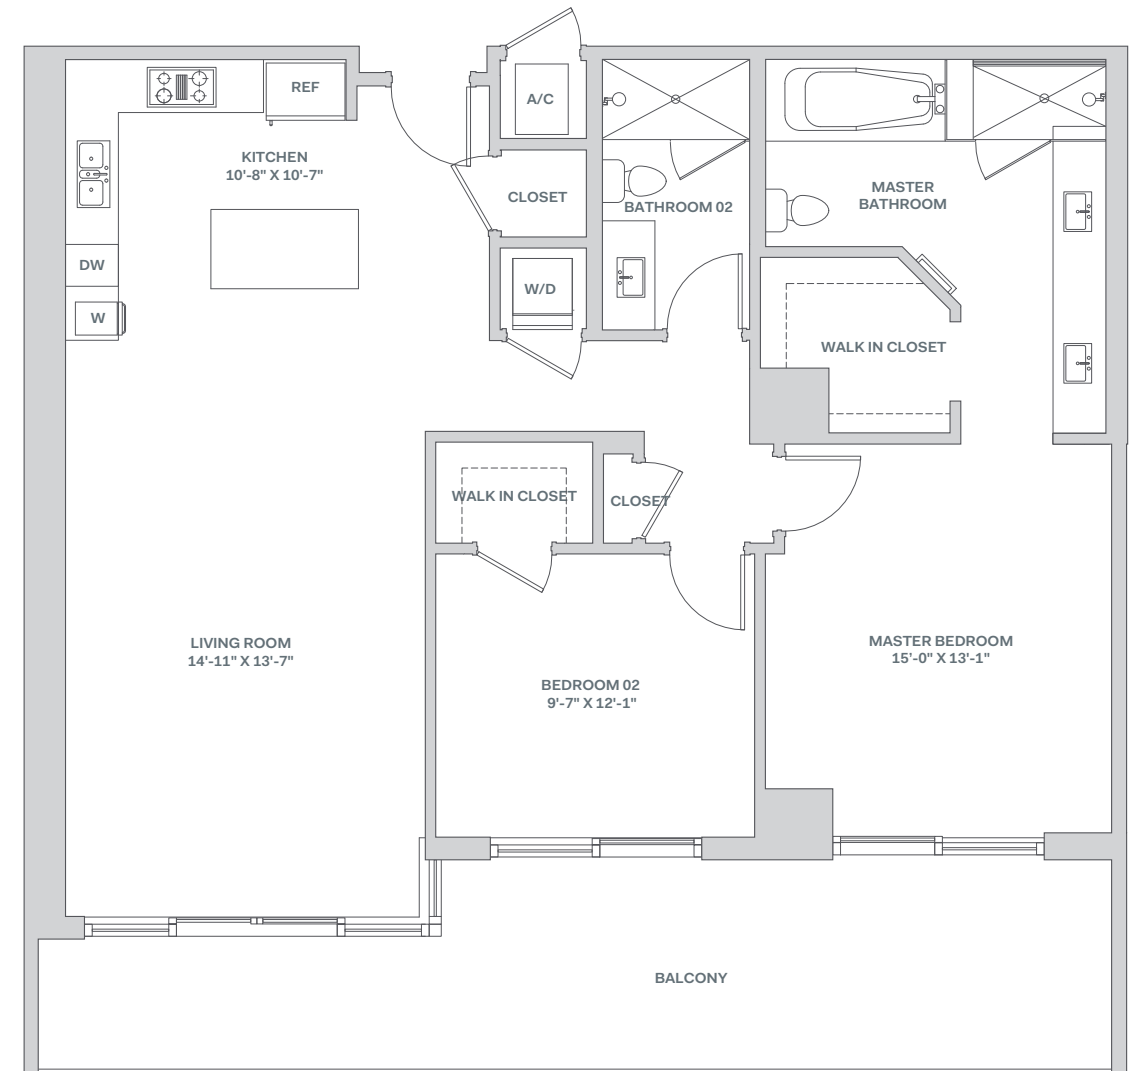 REF
A/C
KITCHEN
10'-8" X 10'-7"
CLOSET
BATHROOM 02
MASTER
BATHROOM
DW
W
W/D
WALK IN CLOSET
WALK IN CLOSET
CLOSET
LIVING ROOM
14'-11" X 13'-7"
BEDROOM 02
9'-7" X 12'-1"
MASTER BEDROOM
15'-0" X 13'-1"
BALCONY